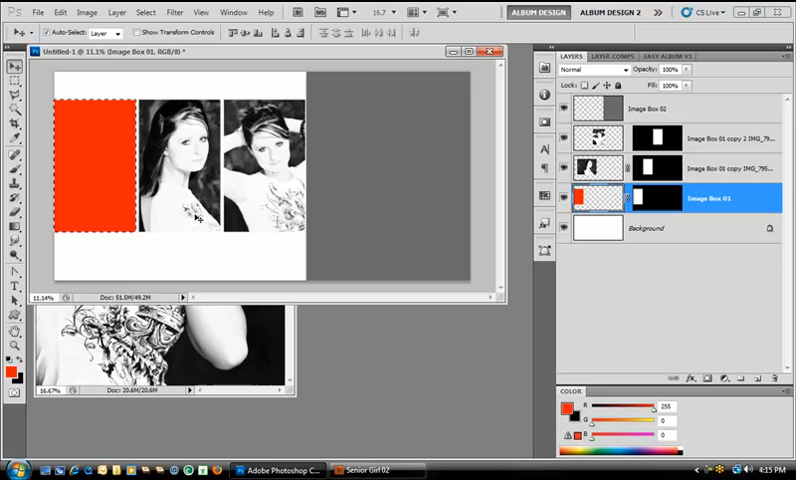 Ps File Edit Image Layer Select Filter Analysis 3D View Window Help 16.7 ALBUM DESIGN ALBUM DESIGN 2 CS Live
Auto-Select: Layer Show Transform Controls
Untitled-1 @ 11.1% (Image Box 01, RGB/8) *
11.14% Doc: 51.5M/49.2M
16.67% Doc: 20.6M/20.6M
LAYERS LAYER COMPS EASY ALBUM V1
Normal Opacity: 100%
Lock: Fill: 100%
Image Box 02
Image Box 01 copy 2 IMG_79...
Image Box 01 copy IMG_795...
Image Box 01
Background
COLOR
R 255
G 0
B 0
Adobe Photoshop C... Senior Girl 02 4:15 PM